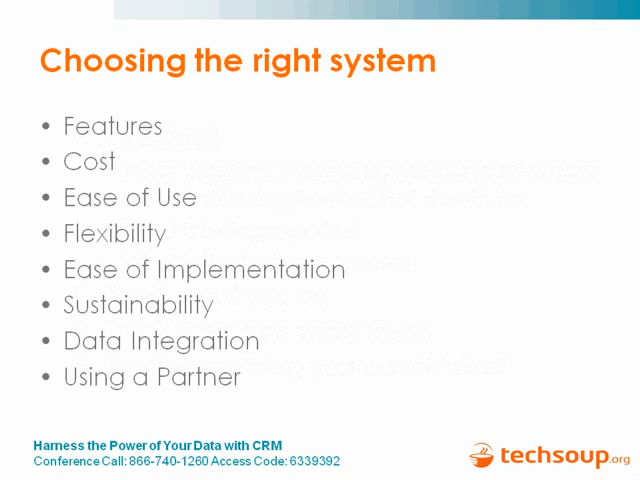 Choosing the right system
• Features
• Cost
• Ease of Use
• Flexibility
• Ease of Implementation
• Sustainability
• Data Integration
• Using a Partner
Harness the Power of Your Data with CRM
Conference Call: 866-740-1260 Access Code: 6339392
techsoup.org